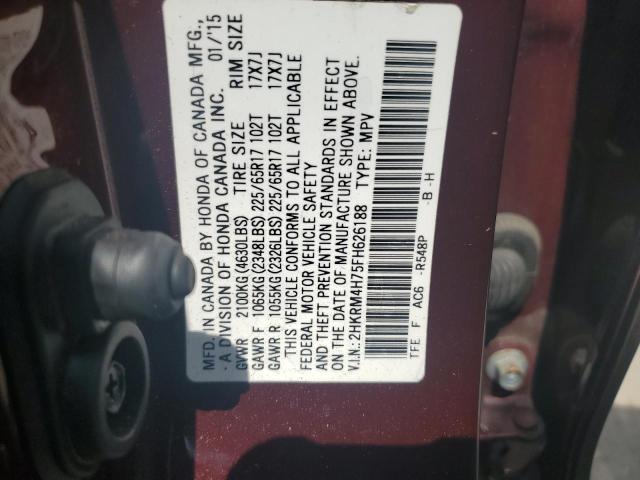 MFD. IN CANADA BY HONDA OF CANADA MFG.,
- A DIVISION OF HONDA CANADA INC. 01/'15
GVWR 2100KG(4630LBS) TIRE SIZE RIM SIZE
GAWR F 1065KG(2348LBS) 225/65R17 102T 17X7J
GAWR R 1055KG(2326LBS) 225/65R17 102T 17X7J
THIS VEHICLE CONFORMS TO ALL APPLICABLE
FEDERAL MOTOR VEHICLE SAFETY
AND THEFT PREVENTION STANDARDS IN EFFECT
ON THE DATE OF MANUFACTURE SHOWN ABOVE.
V.I.N.: 2HKRM4H75FH626188 TYPE: MPV
TFE F AC6 -R548P -B -H